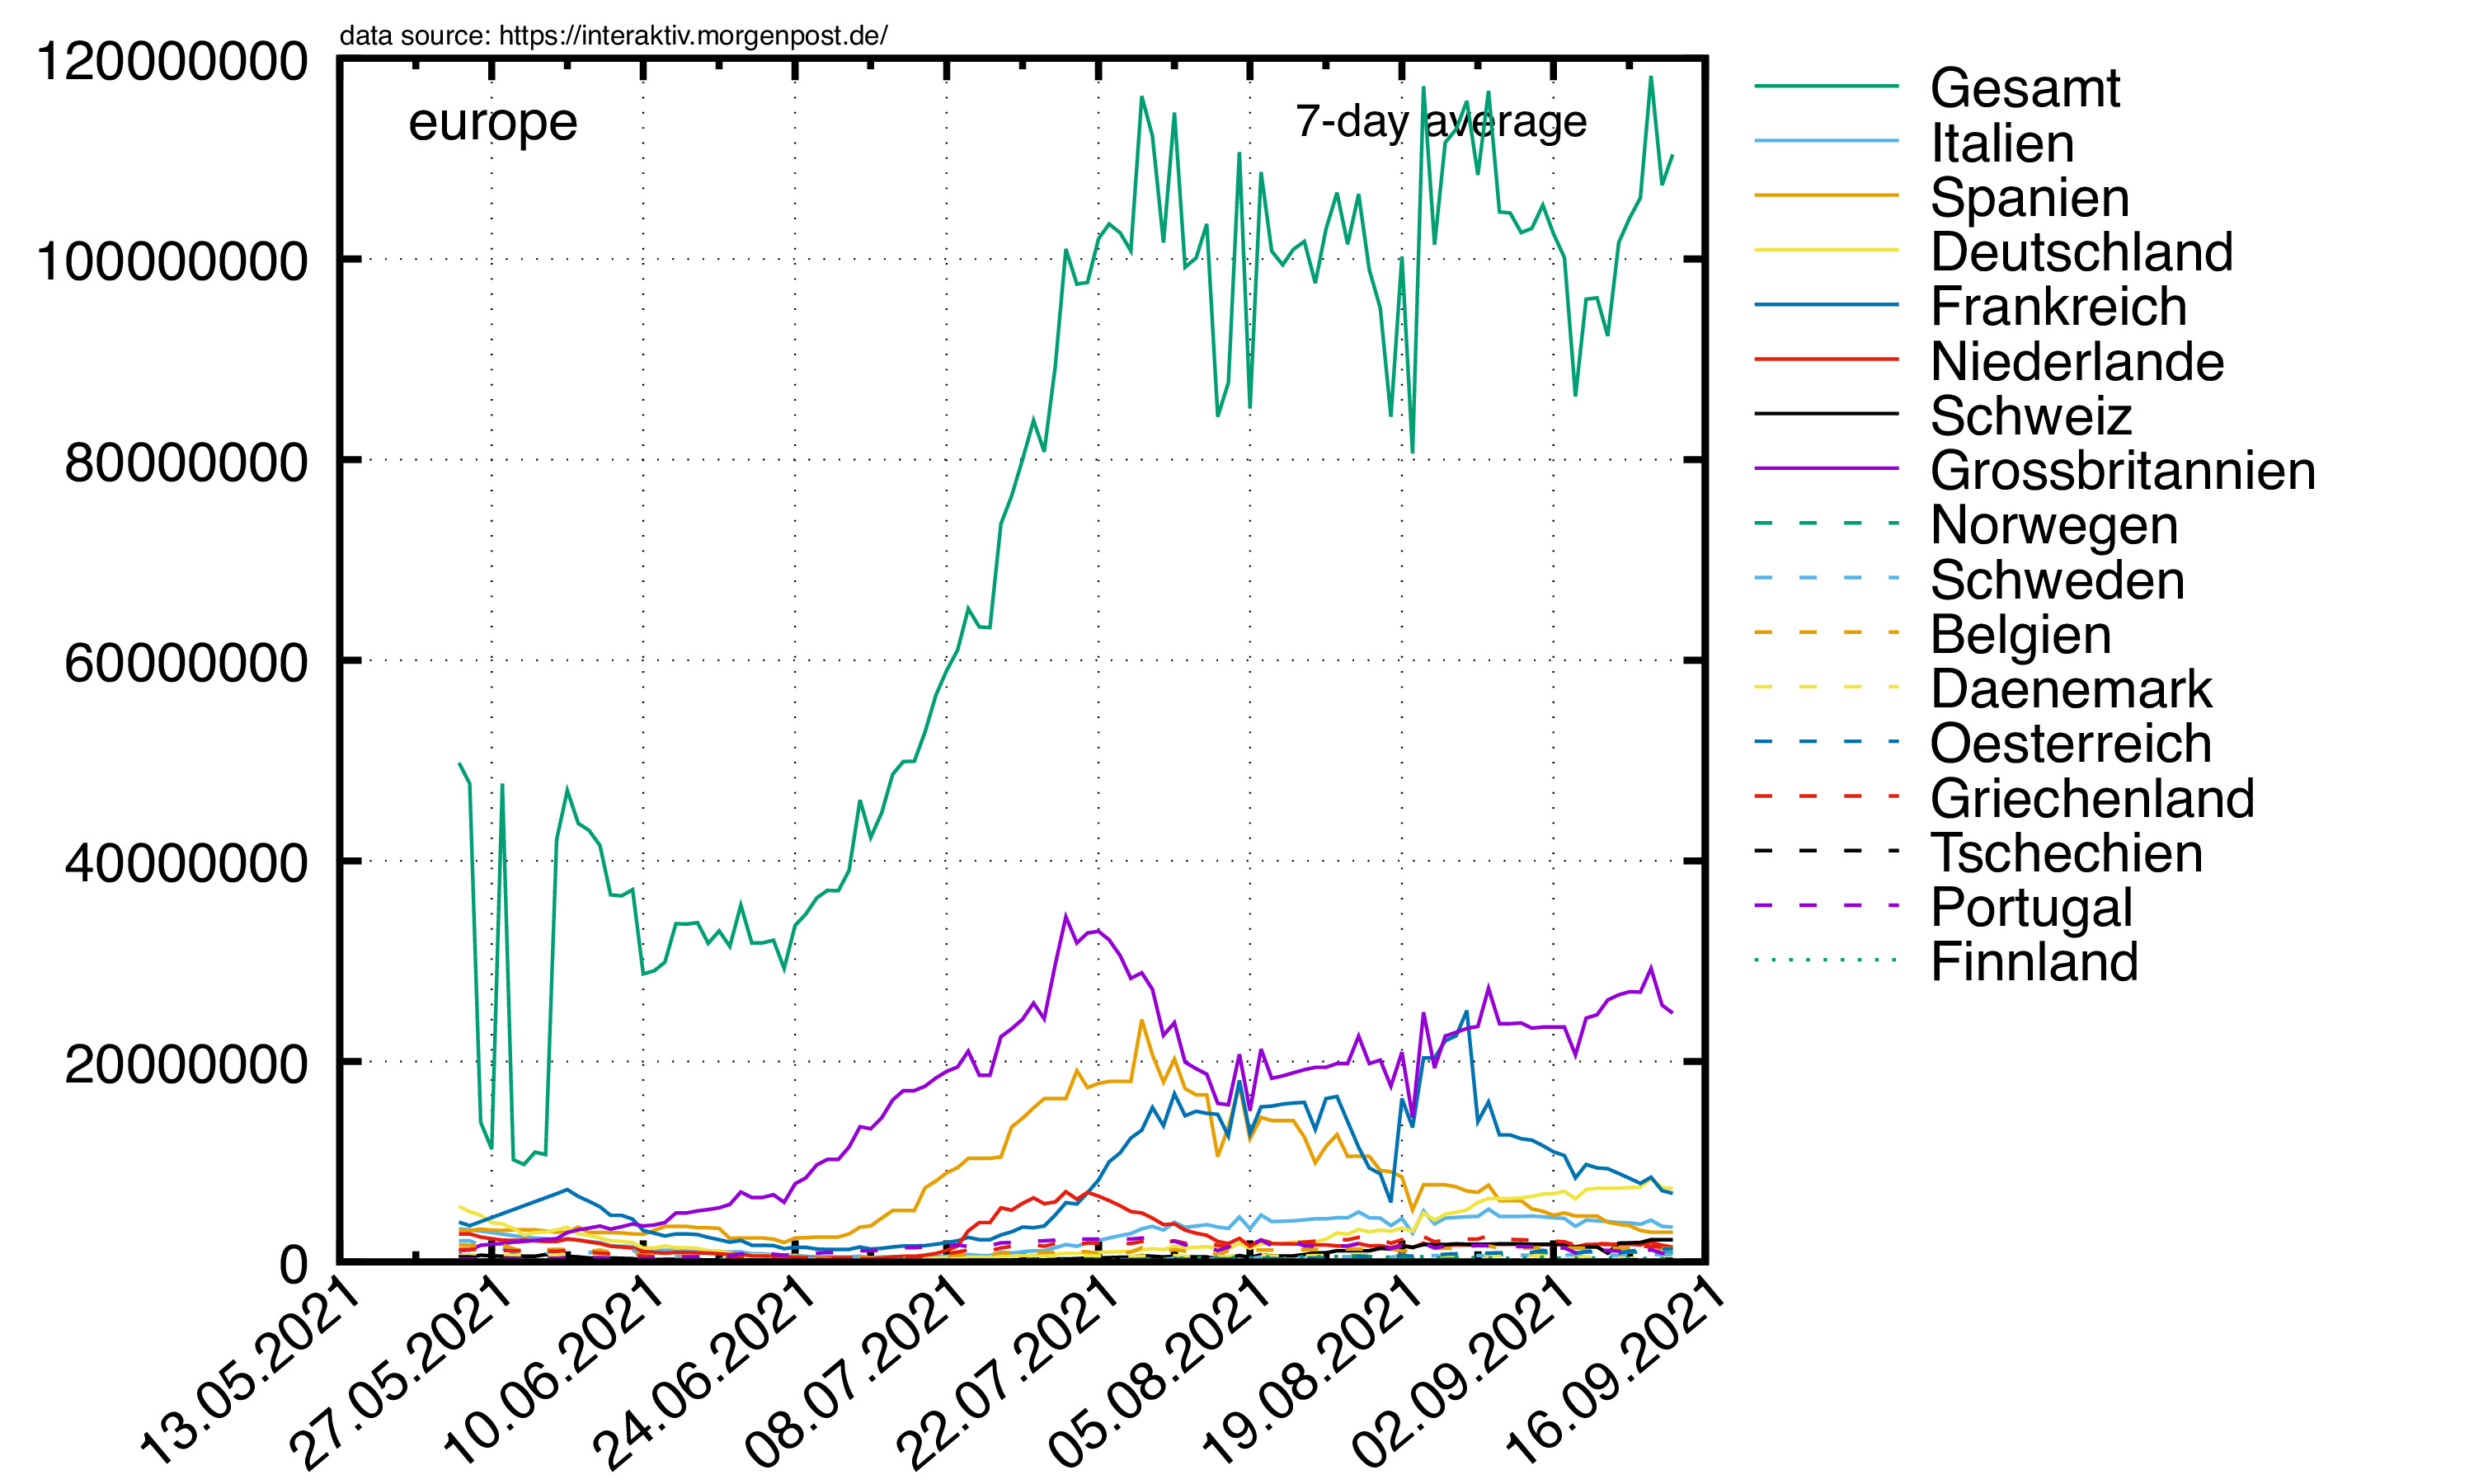 data source: https://interaktiv.morgenpost.de/
europe
7-day average
120000000
100000000
80000000
60000000
40000000
20000000
0
13.05.2021
27.05.2021
10.06.2021
24.06.2021
08.07.2021
22.07.2021
05.08.2021
19.08.2021
02.09.2021
16.09.2021
Gesamt
Italien
Spanien
Deutschland
Frankreich
Niederlande
Schweiz
Grossbritannien
Norwegen
Schweden
Belgien
Daenemark
Oesterreich
Griechenland
Tschechien
Portugal
Finnland